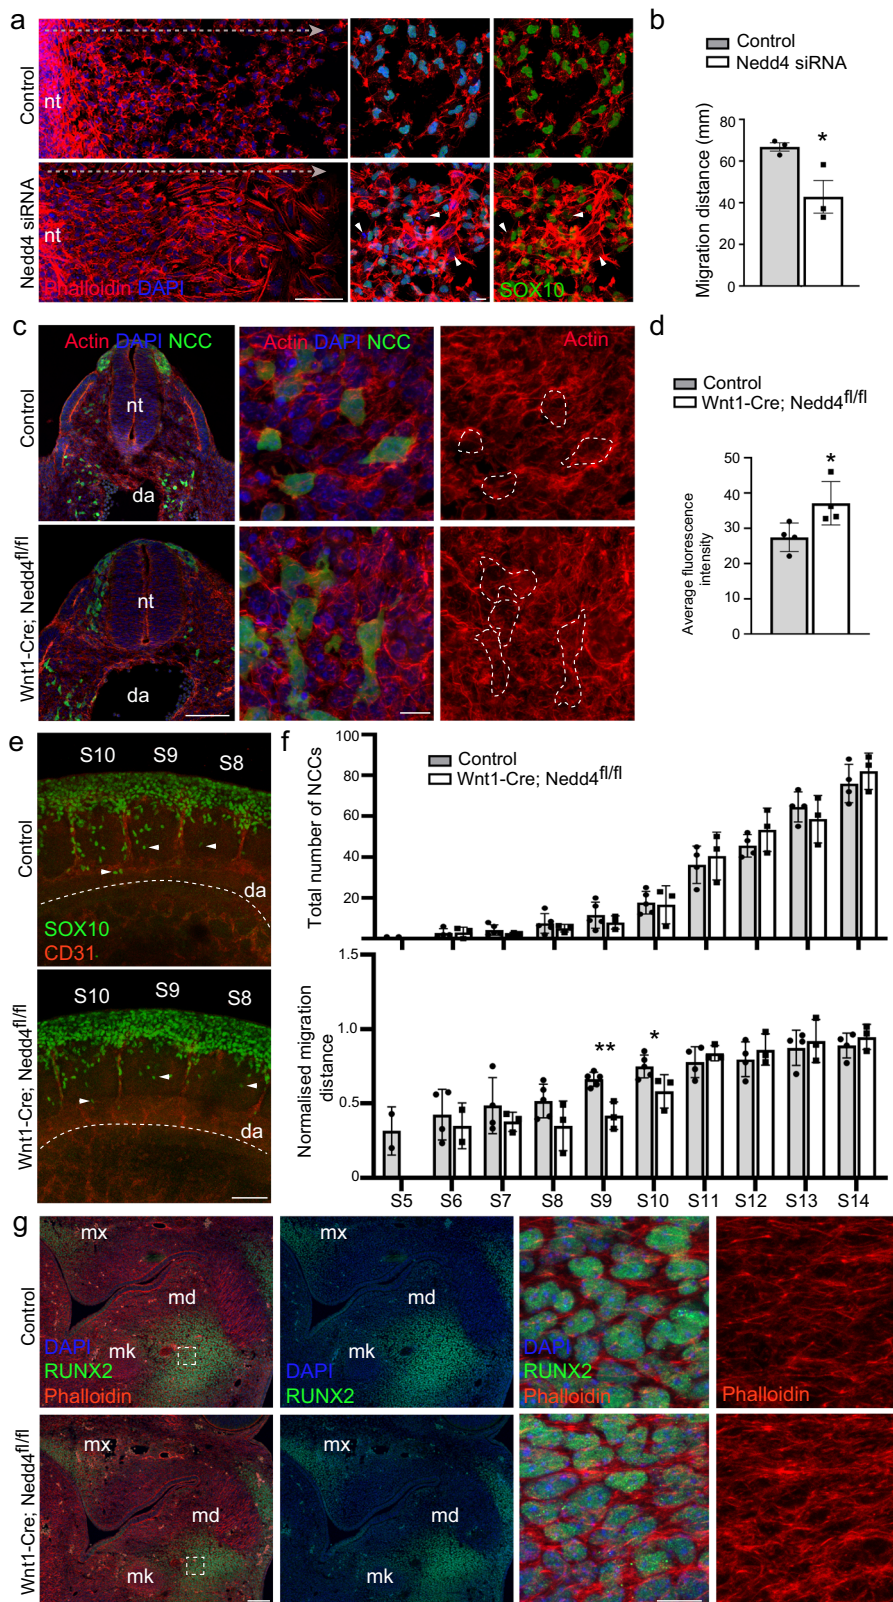 a
Control
nt
Nedd4 siRNA
nt
Phalloidin DAPI
SOX10
b
Control
Nedd4 siRNA
Migration distance (mm)
80
60
40
20
0
*
c
Control
Actin DAPI NCC
nt
da
Actin DAPI NCC
Actin
Wnt1-Cre; Nedd4fl/fl
nt
da
d
Control
Wnt1-Cre; Nedd4fl/fl
Average fluorescence
intensity
50
40
30
20
10
0
*
e
Control
S10 S9 S8
da
SOX10
CD31
Wnt1-Cre; Nedd4fl/fl
S10 S9 S8
da
f
Control
Wnt1-Cre; Nedd4fl/fl
Total number of NCCs
100
80
60
40
20
Normalised migration
distance
1.5
1.0
0.5
0
** *
S5 S6 S7 S8 S9 S10 S11 S12 S13 S14
g
Control
mx
md
mk
DAPI
RUNX2
Phalloidin
mx
md
mk
DAPI
RUNX2
DAPI
RUNX2
Phalloidin
Phalloidin
Wnt1-Cre; Nedd4fl/fl
mx
md
mk
mx
md
mk